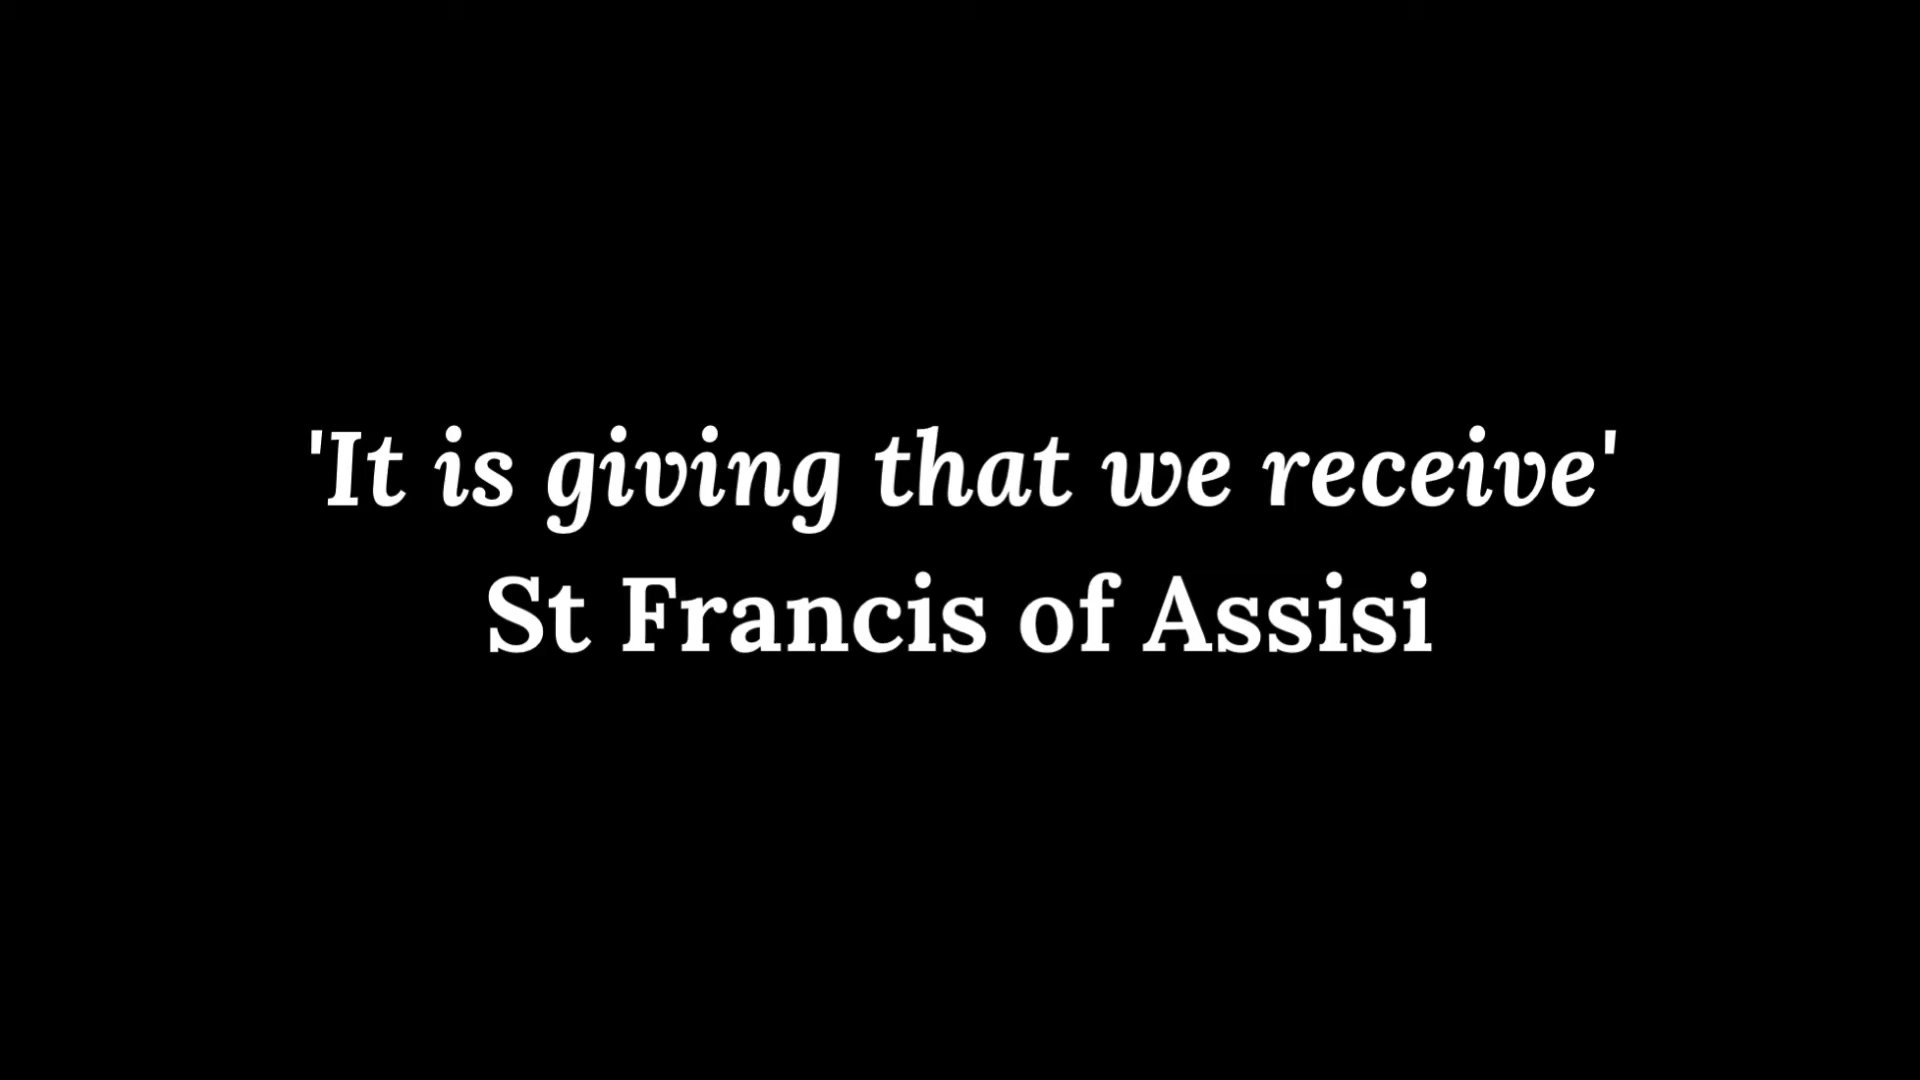 'It is giving that we receive'
St Francis of Assisi